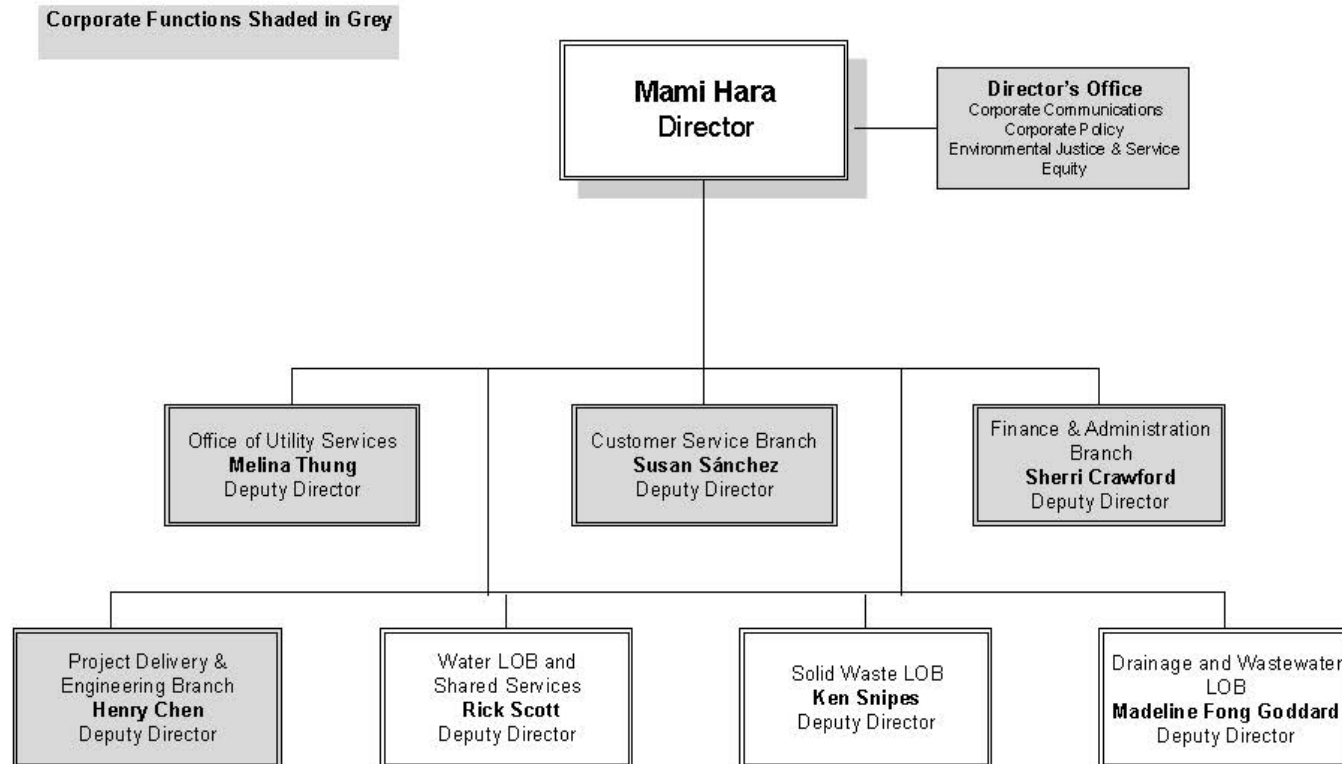 Corporate Functions Shaded in Grey
Mami Hara
Director
Director's Office
Corporate Communications
Corporate Policy
Environmental Justice & Service
Equity
Office of Utility Services
Melina Thung
Deputy Director
Customer Service Branch
Susan Sánchez
Deputy Director
Finance & Administration
Branch
Sherri Crawford
Deputy Director
Project Delivery &
Engineering Branch
Henry Chen
Deputy Director
Water LOB and
Shared Services
Rick Scott
Deputy Director
Solid Waste LOB
Ken Snipes
Deputy Director
Drainage and Wastewater
LOB
Madeline Fong Goddard
Deputy Director